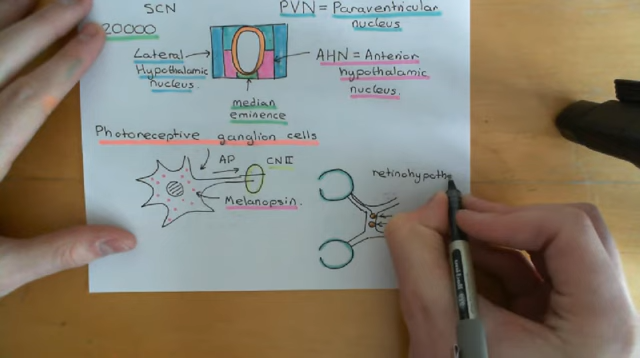 SCN
20000
PVN = Paraventricular
nucleus
Lateral
Hypothalamic
nucleus.
AHN = Anterior
hypothalamic
nucleus.
median
eminence
Photoreceptive ganglion cells
AP
CN II
Melanopsin.
retinohypotha